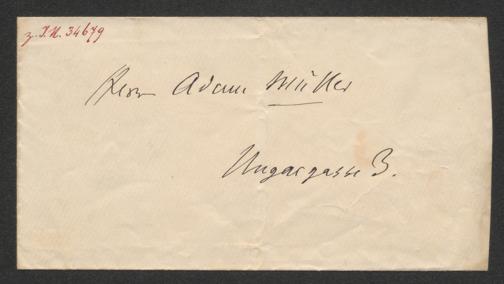 z. I.N. 34679
Herrn Adam Müller
Ungargasse 3.